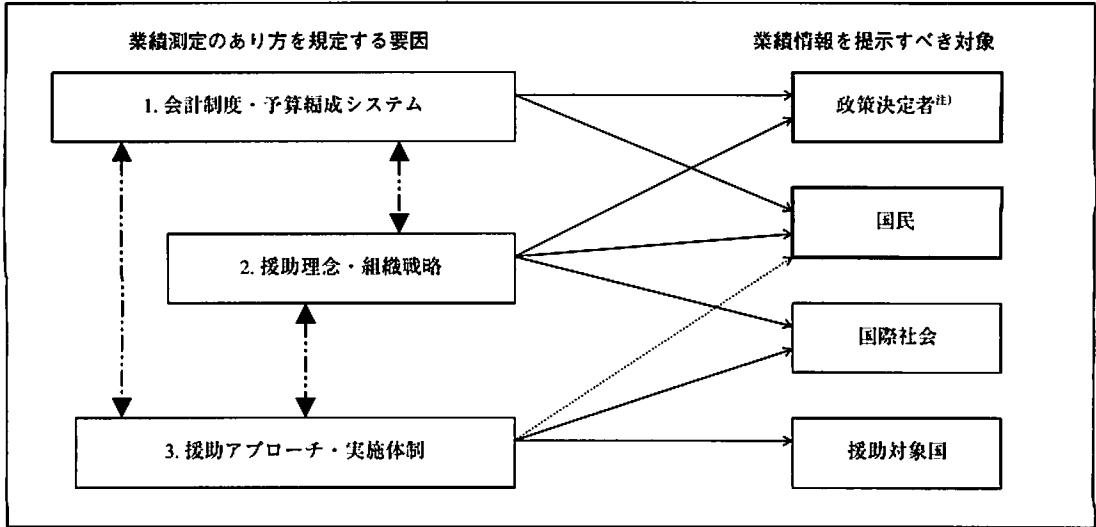 業績測定のあり方を規定する要因
業績情報を提示すべき対象
1. 会計制度・予算編成システム
政策決定者注)
国民
2. 援助理念・組織戦略
国際社会
3. 援助アプローチ・実施体制
援助対象国